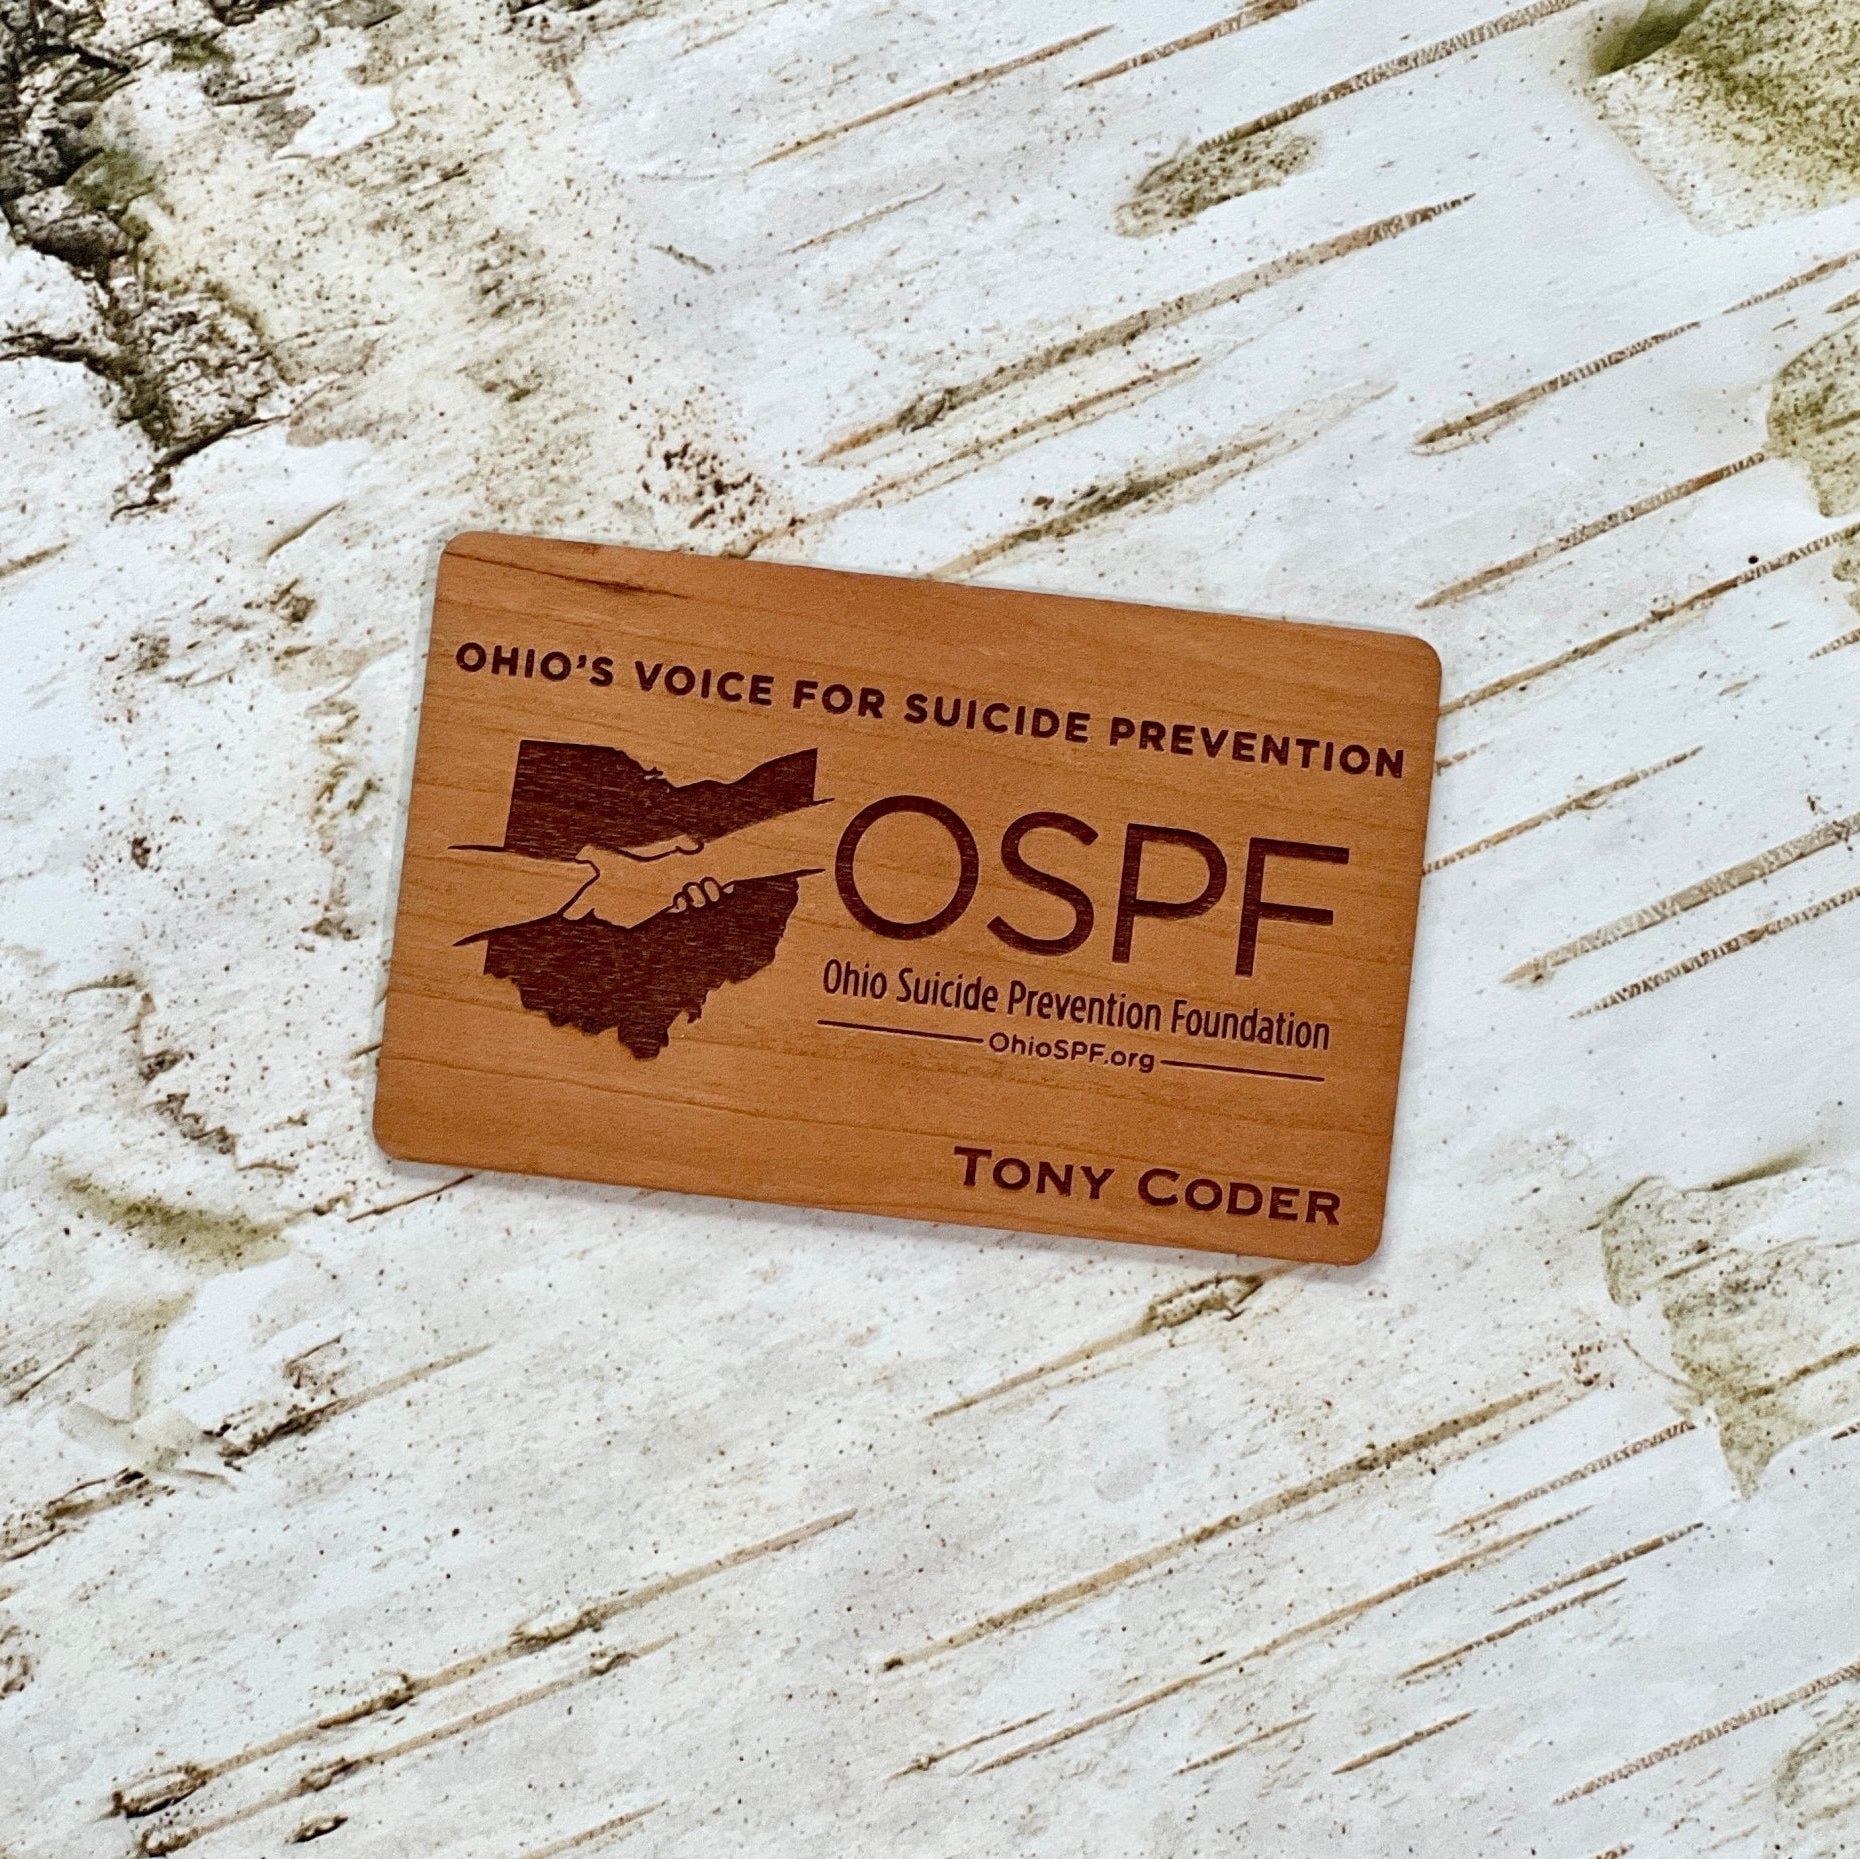 OHIO'S VOICE FOR SUICIDE PREVENTION
OSPF
Ohio Suicide Prevention Foundation
OhioSPF.org
TONY CODER